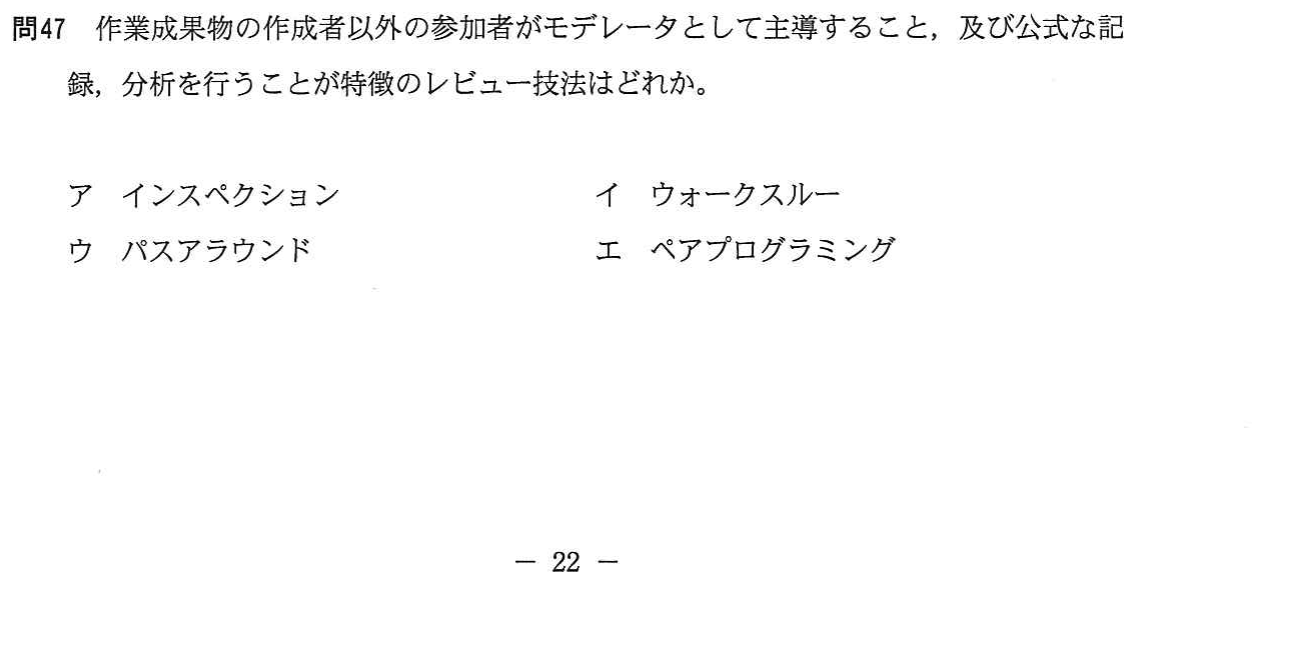 問47　作業成果物の作成者以外の参加者がモデレータとして主導すること，及び公式な記
録，分析を行うことが特徴のレビュー技法はどれか。
ア　インスペクション　イ　ウォークスルー
ウ　パスアラウンド　エ　ペアプログラミング
－ 22 －